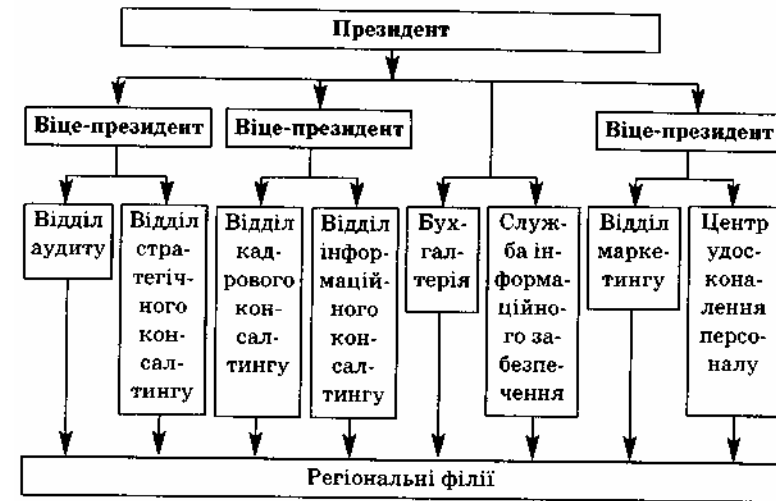 Президент
Віце-президент
Віце-президент
Віце-президент
Відділ
аудиту
Відділ
стра-
тегіч-
ного
кон-
сал-
тингу
Відділ
кад-
рового
кон-
сал-
тингу
Відділ
інфор-
мацій-
ного
кон-
сал-
тингу
Бух-
гал-
терія
Служ-
ба ін-
форма-
ційно-
го за-
безпе-
чення
Відділ
марке-
тингу
Центр
удос-
кона-
лення
персо-
налу
Регіональні філії